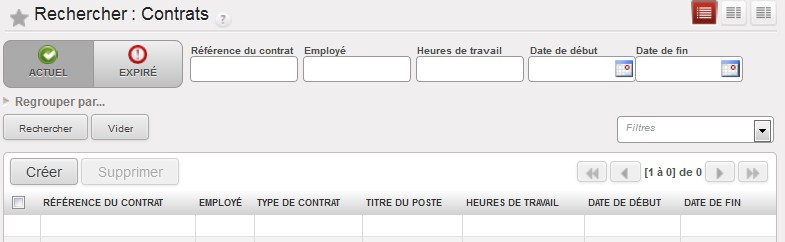 Rechercher : Contrats ?
Référence du contrat Employé Heures de travail Date de début Date de fin
ACTUEL EXPIRÉ
Regrouper par...
Rechercher Vider
Filtres
Créer Supprimer [1 à 0] de 0
RÉFÉRENCE DU CONTRAT EMPLOYÉ TYPE DE CONTRAT TITRE DU POSTE HEURES DE TRAVAIL DATE DE DÉBUT DATE DE FIN